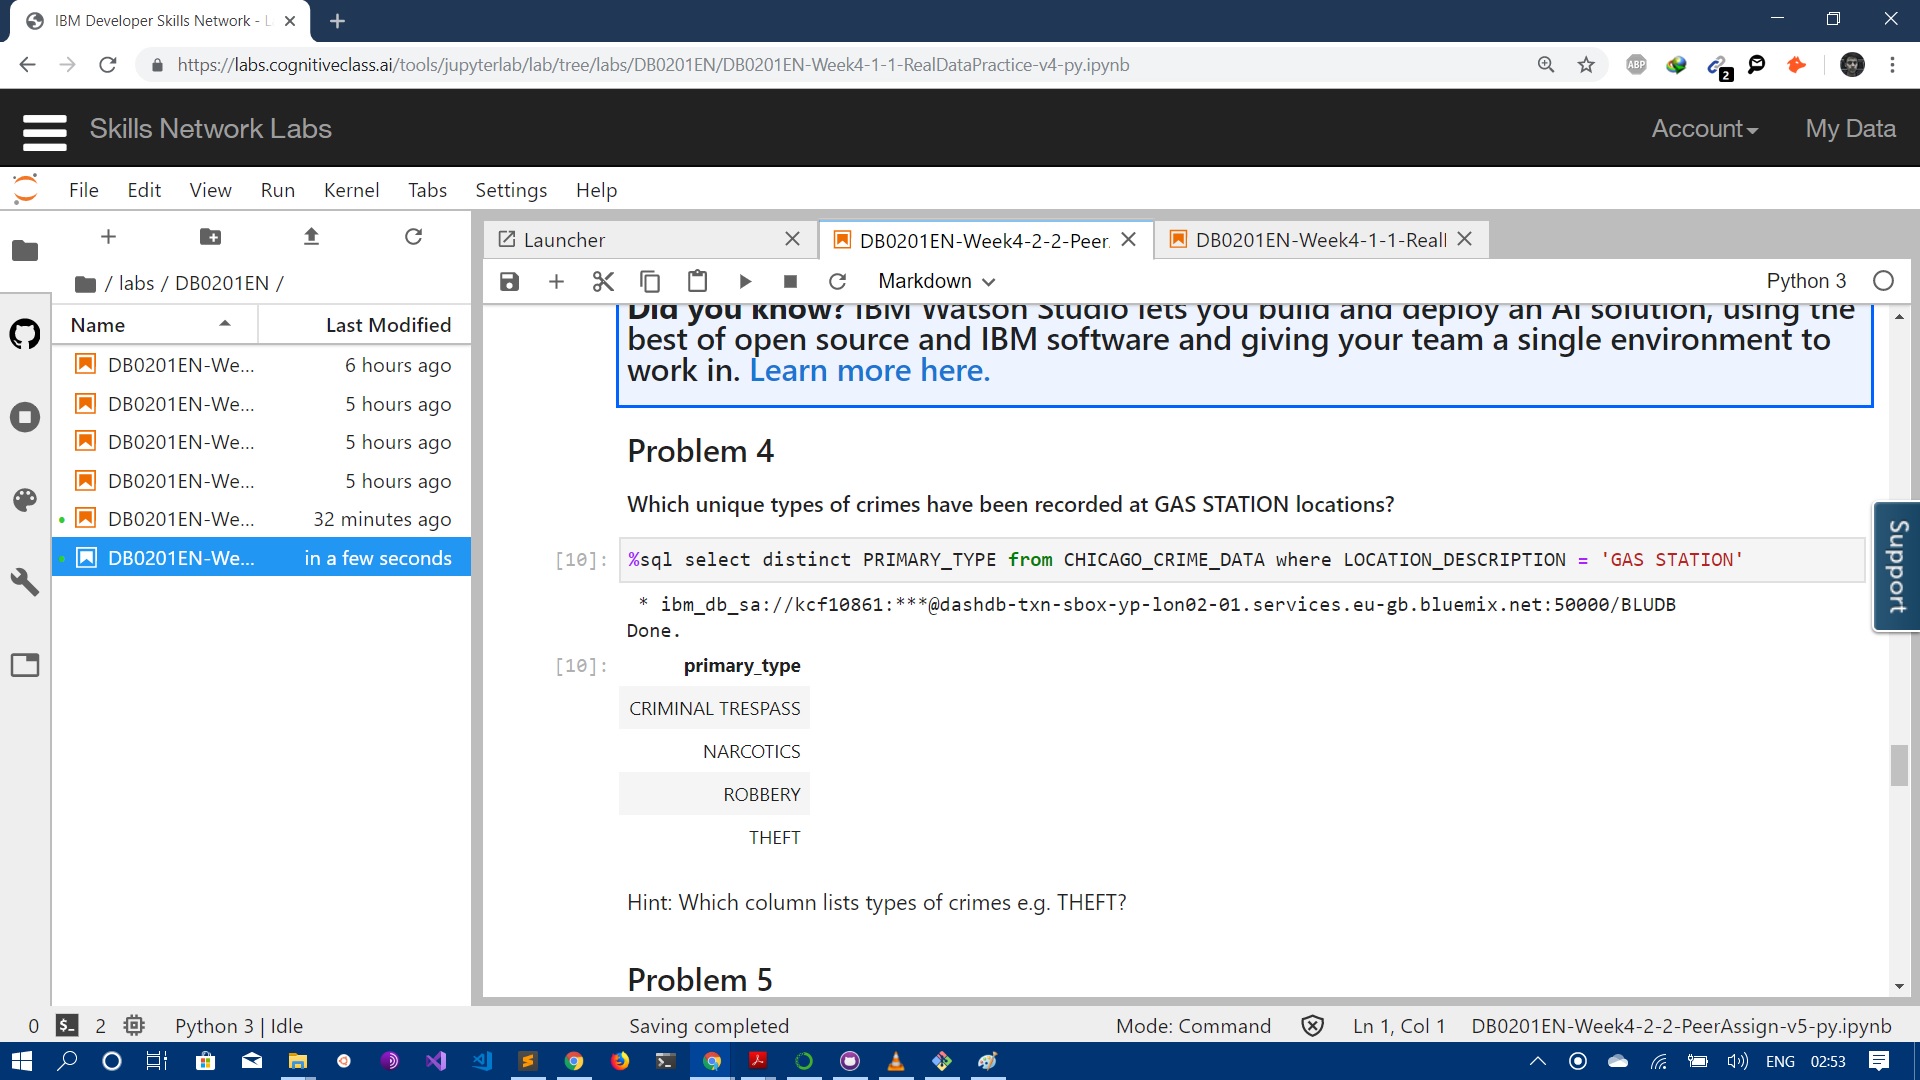 IBM Developer Skills Network - L
https://labs.cognitiveclass.ai/tools/jupyterlab/lab/tree/labs/DB0201EN/DB0201EN-Week4-1-1-RealDataPractice-v4-py.ipynb
ABP
2
Skills Network Labs
Account
My Data
File Edit View Run Kernel Tabs Settings Help
Launcher
DB0201EN-Week4-2-2-Peer
DB0201EN-Week4-1-1-Real
/ labs / DB0201EN /
Markdown
Python 3
Name
Last Modified
DB0201EN-We... 6 hours ago
DB0201EN-We... 5 hours ago
DB0201EN-We... 5 hours ago
DB0201EN-We... 5 hours ago
DB0201EN-We... 32 minutes ago
DB0201EN-We... in a few seconds
Did you know? IBM Watson Studio lets you build and deploy an AI solution, using the
best of open source and IBM software and giving your team a single environment to
work in. Learn more here.
Problem 4
Which unique types of crimes have been recorded at GAS STATION locations?
[10]: %sql select distinct PRIMARY_TYPE from CHICAGO_CRIME_DATA where LOCATION_DESCRIPTION = 'GAS STATION'
* ibm_db_sa://kcf10861:***@dashdb-txn-sbox-yp-lon02-01.services.eu-gb.bluemix.net:50000/BLUDB
Done.
[10]: primary_type
CRIMINAL TRESPASS
NARCOTICS
ROBBERY
THEFT
Hint: Which column lists types of crimes e.g. THEFT?
Problem 5
Support
0 $_ 2 Python 3 | Idle
Saving completed
Mode: Command
Ln 1, Col 1
DB0201EN-Week4-2-2-PeerAssign-v5-py.ipynb
ENG 02:53